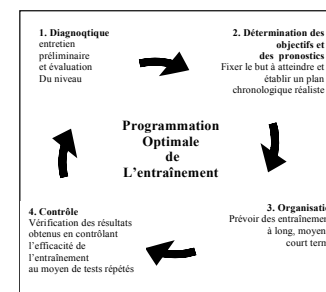 1. Diagnoqtique
entretien
préliminaire
et évaluation
Du niveau
2. Détermination des
objectifs et
des pronostics
Fixer le but à atteindre et
établir un plan
chronologique réaliste
Programmation
Optimale
de
L'entraînement
3. Organisati
Prévoir des entraînemen
à long, moyen
court term
4. Contrôle
Vérification des résultats
obtenus en contrôlant
l'efficacité de
l'entraînement
au moyen de tests répétés